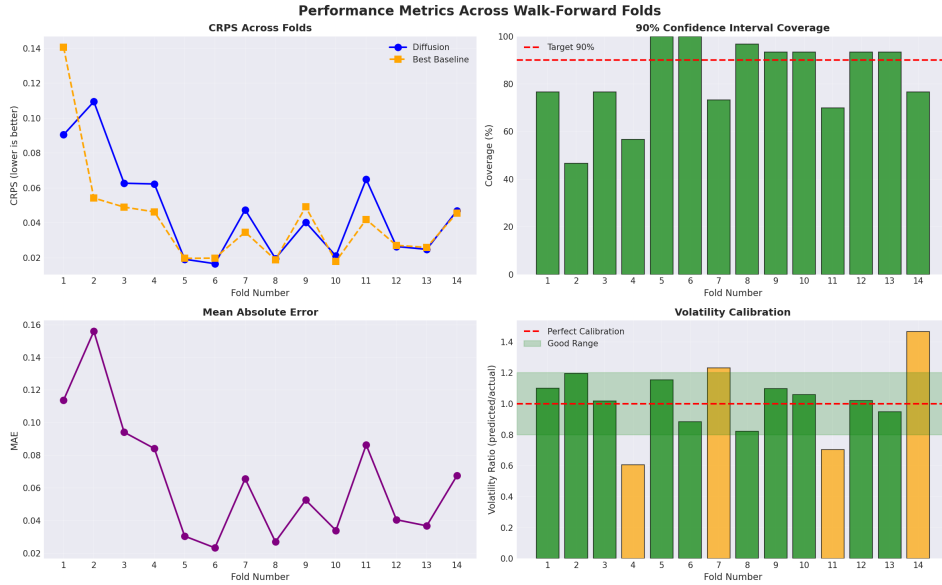 Performance Metrics Across Walk-Forward Folds
CRPS Across Folds
CRPS (lower is better)
0.14
0.12
0.10
0.08
0.06
0.04
0.02
Diffusion
Best Baseline
1 2 3 4 5 6 7 8 9 10 11 12 13 14
Fold Number
90% Confidence Interval Coverage
Coverage (%)
100
80
60
40
20
0
Target 90%
1 2 3 4 5 6 7 8 9 10 11 12 13 14
Fold Number
Mean Absolute Error
MAE
0.16
0.14
0.12
0.10
0.08
0.06
0.04
0.02
1 2 3 4 5 6 7 8 9 10 11 12 13 14
Fold Number
Volatility Calibration
Volatility Ratio (predicted/actual)
1.4
1.2
1.0
0.8
0.6
0.4
0.2
0.0
Perfect Calibration
Good Range
1 2 3 4 5 6 7 8 9 10 11 12 13 14
Fold Number